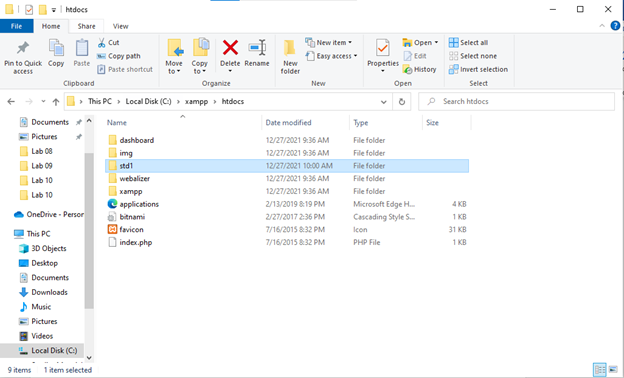 htdocs
File Home Share View
Pin to Quick access
Copy
Paste
Cut
Copy path
Paste shortcut
Clipboard
Move to
Copy to
Delete
Rename
Organize
New folder
New item
Easy access
New
Properties
Open
Edit
History
Open
Select all
Select none
Invert selection
Select
This PC > Local Disk (C:) > xampp > htdocs
Search htdocs
Documents
Pictures
Lab 08
Lab 09
Lab 10
Lab 10
OneDrive - Person
This PC
3D Objects
Desktop
Documents
Downloads
Music
Pictures
Videos
Local Disk (C:)
Name Date modified Type Size
dashboard 12/27/2021 9:36 AM File folder
img 12/27/2021 9:36 AM File folder
std1 12/27/2021 10:00 AM File folder
webalizer 12/27/2021 9:36 AM File folder
xampp 12/27/2021 9:36 AM File folder
applications 2/13/2019 8:19 PM Microsoft Edge H... 4 KB
bitnami 2/27/2017 2:36 PM Cascading Style S... 1 KB
favicon 7/16/2015 8:32 PM Icon 31 KB
index.php 7/16/2015 8:32 PM PHP File 1 KB
9 items 1 item selected